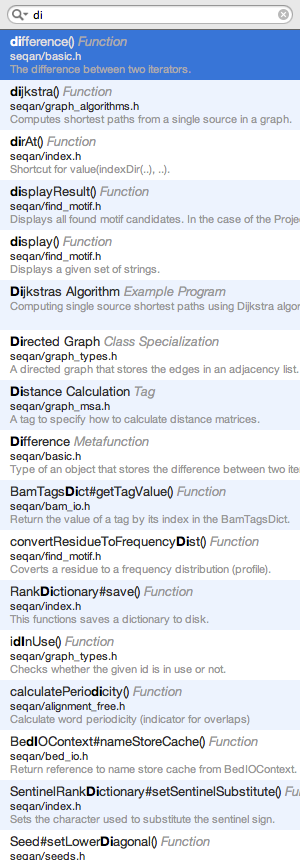 di
difference() Function
seqan/basic.h
The difference between two iterators.
dijkstra() Function
seqan/graph_algorithms.h
Computes shortest paths from a single source in a graph.
dirAt() Function
seqan/index.h
Shortcut for value(indexDir(..), ..).
displayResult() Function
seqan/find_motif.h
Displays all found motif candidates. In the case of the Proje
display() Function
seqan/find_motif.h
Displays a given set of strings.
Dijkstras Algorithm Example Program
Computing single source shortest paths using Dijkstra algor
Directed Graph Class Specialization
seqan/graph_types.h
A directed graph that stores the edges in an adjacency list.
Distance Calculation Tag
seqan/graph_msa.h
A tag to specify how to calculate distance matrices.
Difference Metafunction
seqan/basic.h
Type of an object that stores the difference between two ite
BamTagsDict#getTagValue() Function
seqan/bam_io.h
Return the value of a tag by its index in the BamTagsDict.
convertResidueToFrequencyDist() Function
seqan/find_motif.h
Coverts a residue to a frequency distribution (profile).
RankDictionary#save() Function
seqan/index.h
This functions saves a dictionary to disk.
idInUse() Function
seqan/graph_types.h
Checks whether the given id is in use or not.
calculatePeriodicity() Function
seqan/alignment_free.h
Calculate word periodicity (indicator for overlaps)
BedIOContext#nameStoreCache() Function
seqan/bed_io.h
Return reference to name store cache from BedIOContext.
SentinelRankDictionary#setSentinelSubstitute() Fu
seqan/index.h
Sets the character used to substitute the sentinel sign.
Seed#setLowerDiagonal() Function
seqan/seeds.h